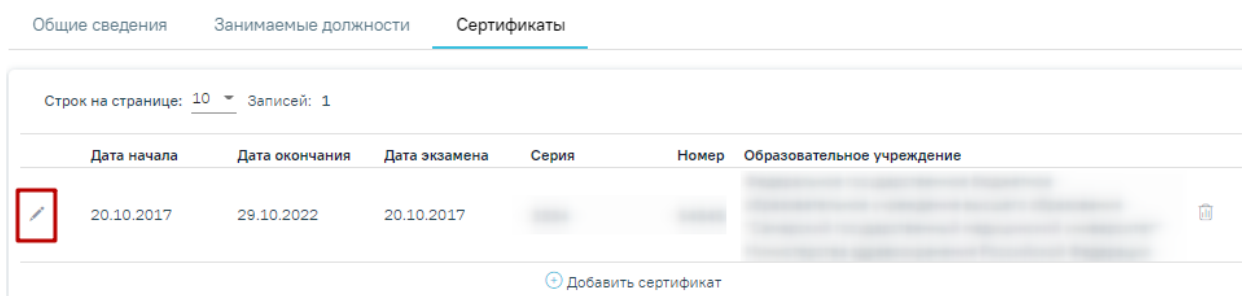 Общие сведения Занимаемые должности Сертификаты
Строк на странице: 10 Записей: 1
Дата начала Дата окончания Дата экзамена Серия Номер Образовательное учреждение
20.10.2017 29.10.2022 20.10.2017
Добавить сертификат